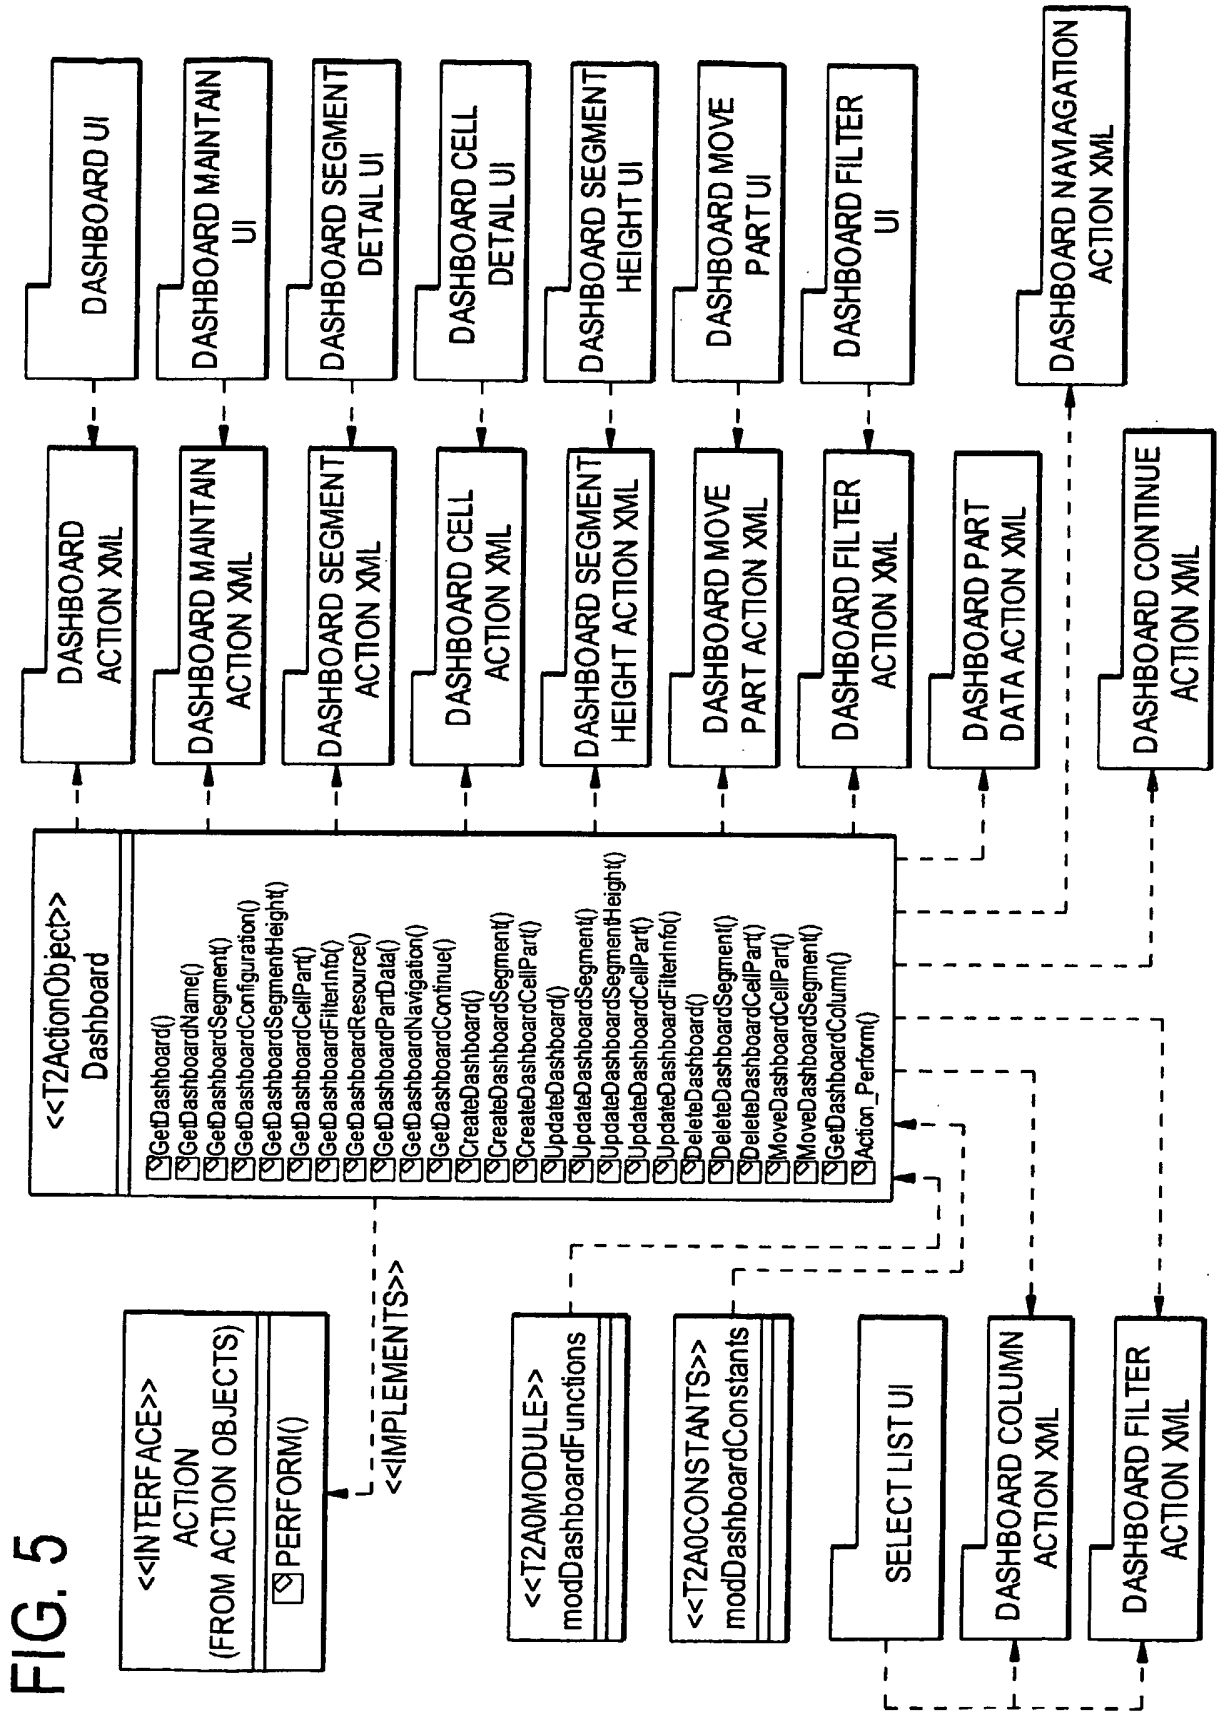 FIG. 5
<<INTERFACE>>
ACTION
(FROM ACTION OBJECTS)
PERFORM()
<<IMPLEMENTS>>
<<T2ActionObject>>
Dashboard
GetDashboard()
GetDashboardName()
GetDashboardSegment()
GetDashboardConfiguration()
GetDashboardSegmentHeight()
GetDashboardCellPart()
GetDashboardFilterInfo()
GetDashboardResource()
GetDashboardPartData()
GetDashboardNavigation()
GetDashboardContinue()
CreateDashboard()
CreateDashboardSegment()
CreateDashboardCellPart()
UpdateDashboard()
UpdateDashboardSegment()
UpdateDashboardSegmentHeight()
UpdateDashboardCellPart()
UpdateDashboardFilterInfo()
DeleteDashboard()
DeleteDashboardSegment()
DeleteDashboardCellPart()
MoveDashboardCellPart()
MoveDashboardSegment()
GetDashboardColumn()
Action_Perform()
<<T2A0MODULE>>
modDashboardFunctions
<<T2A0CONSTANTS>>
modDashboardConstants
SELECT LIST UI
DASHBOARD COLUMN
ACTION XML
DASHBOARD FILTER
ACTION XML
DASHBOARD
ACTION XML
DASHBOARD MAINTAIN
ACTION XML
DASHBOARD SEGMENT
ACTION XML
DASHBOARD CELL
ACTION XML
DASHBOARD SEGMENT
HEIGHT ACTION XML
DASHBOARD MOVE
PART ACTION XML
DASHBOARD FILTER
ACTION XML
DASHBOARD PART
DATA ACTION XML
DASHBOARD CONTINUE
ACTION XML
DASHBOARD UI
DASHBOARD MAINTAIN
UI
DASHBOARD SEGMENT
DETAIL UI
DASHBOARD CELL
DETAIL UI
DASHBOARD SEGMENT
HEIGHT UI
DASHBOARD MOVE
PART UI
DASHBOARD FILTER
UI
DASHBOARD NAVIAGATION
ACTION XML